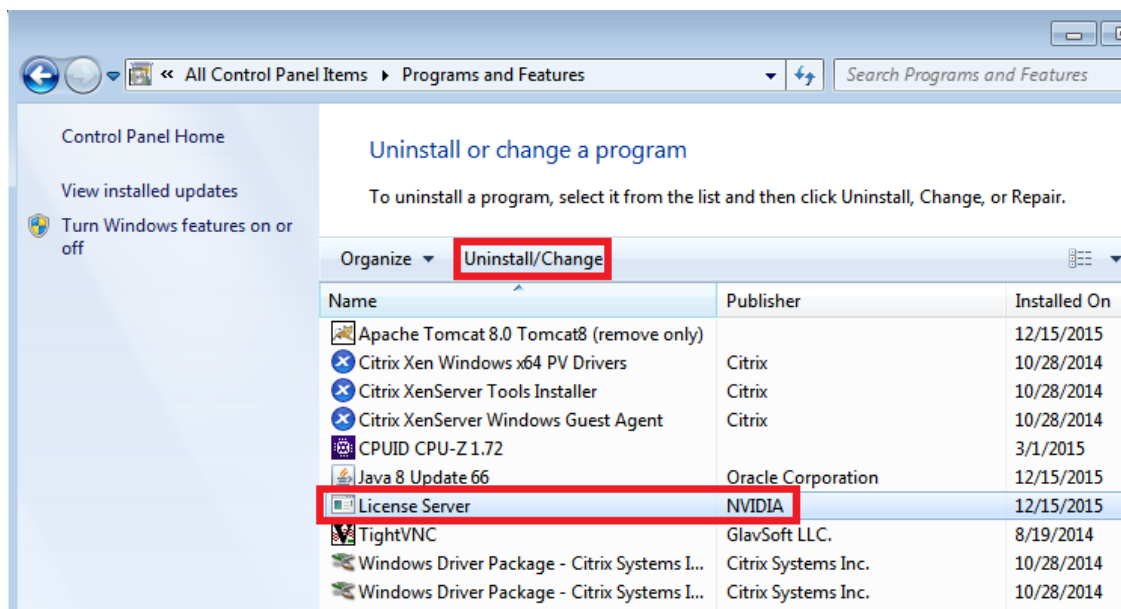 « All Control Panel Items ▸ Programs and Features
Search Programs and Features
Control Panel Home
View installed updates
Turn Windows features on or
off
Uninstall or change a program
To uninstall a program, select it from the list and then click Uninstall, Change, or Repair.
Organize Uninstall/Change
Name Publisher Installed On
Apache Tomcat 8.0 Tomcat8 (remove only) 12/15/2015
Citrix Xen Windows x64 PV Drivers Citrix 10/28/2014
Citrix XenServer Tools Installer Citrix 10/28/2014
Citrix XenServer Windows Guest Agent Citrix 10/28/2014
CPUID CPU-Z 1.72 3/1/2015
Java 8 Update 66 Oracle Corporation 12/15/2015
License Server NVIDIA 12/15/2015
TightVNC GlavSoft LLC. 8/19/2014
Windows Driver Package - Citrix Systems I... Citrix Systems Inc. 10/28/2014
Windows Driver Package - Citrix Systems I... Citrix Systems Inc. 10/28/2014